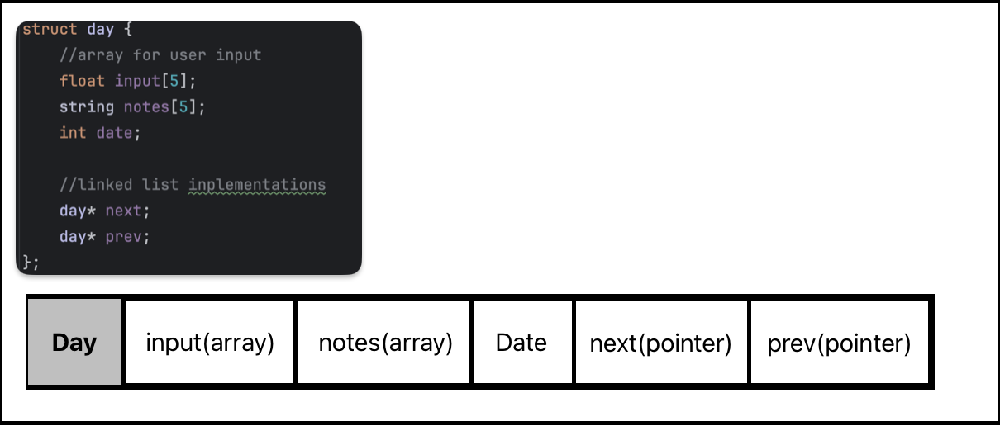 struct day {
//array for user input
float input[5];
string notes[5];
int date;
//linked list inplementations
day* next;
day* prev;
};
Day input(array) notes(array) Date next(pointer) prev(pointer)